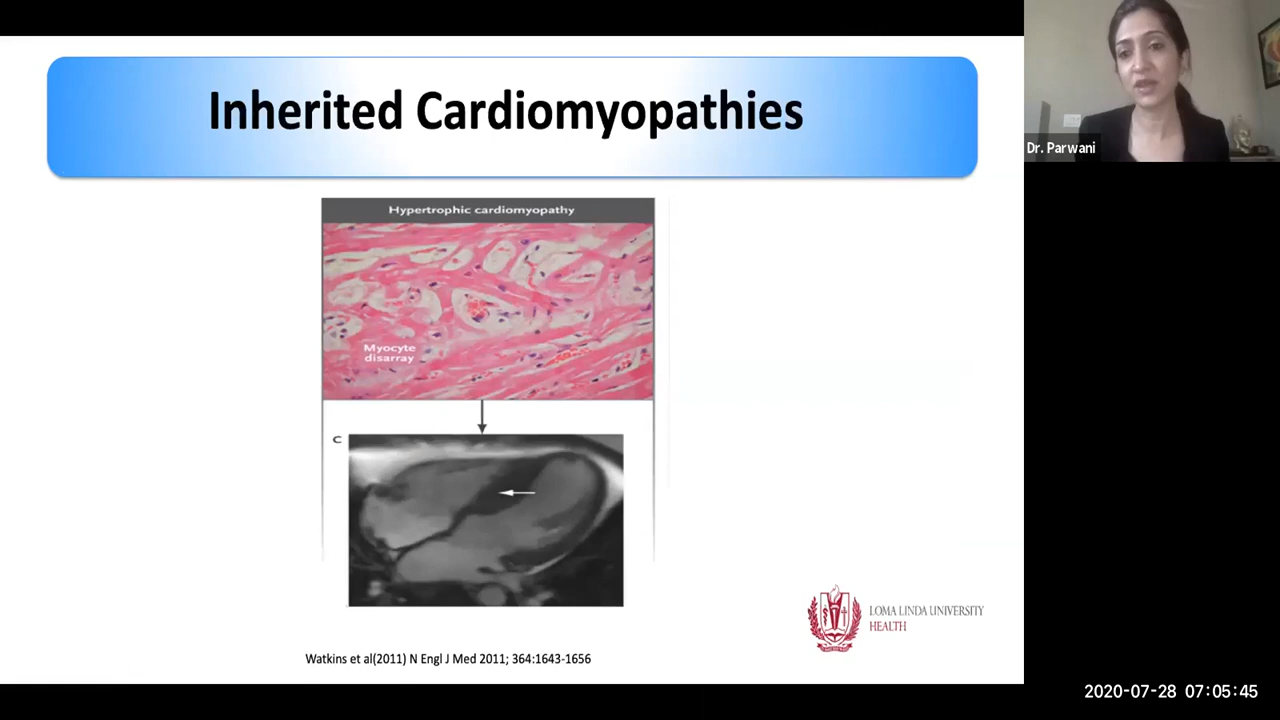 Inherited Cardiomyopathies
Dr. Parwani
Hypertrophic cardiomyopathy
Myocyte
disarray
C
LOMA LINDA UNIVERSITY
HEALTH
Watkins et al(2011) N Engl J Med 2011; 364:1643-1656
2020-07-28 07:05:45